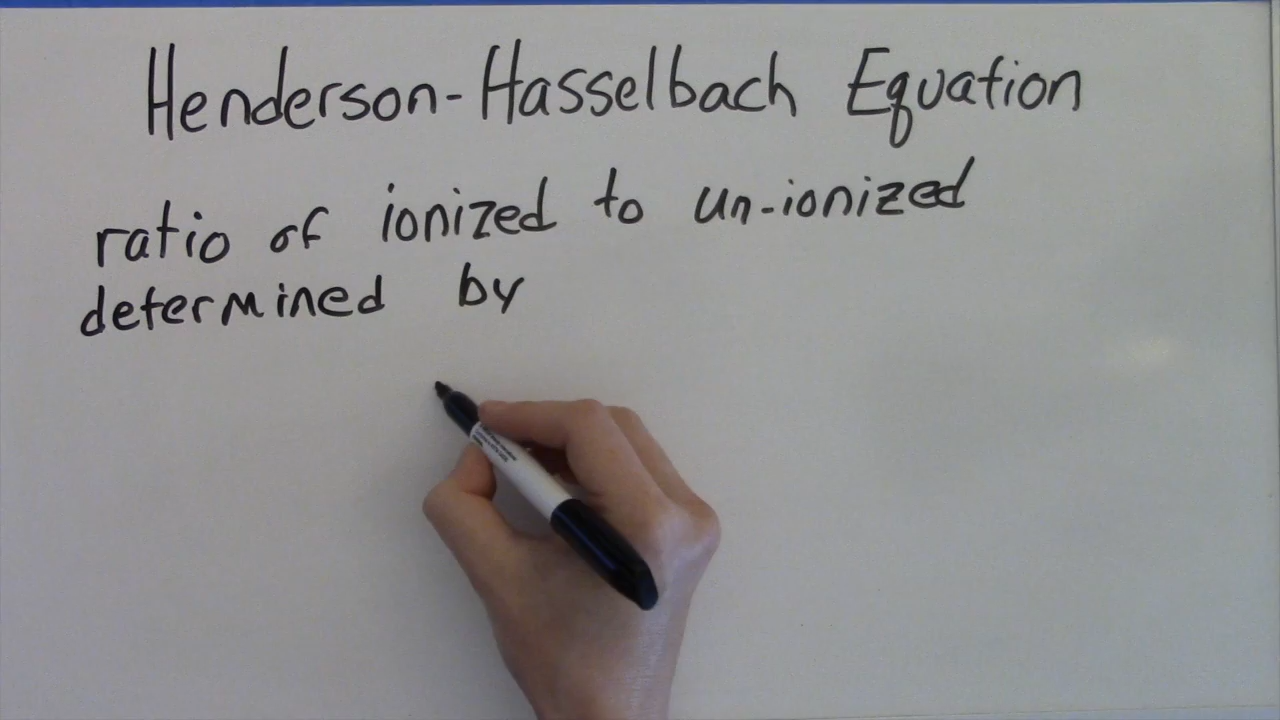 Henderson-Hasselbach Equation
ratio of ionized to un-ionized
determined by